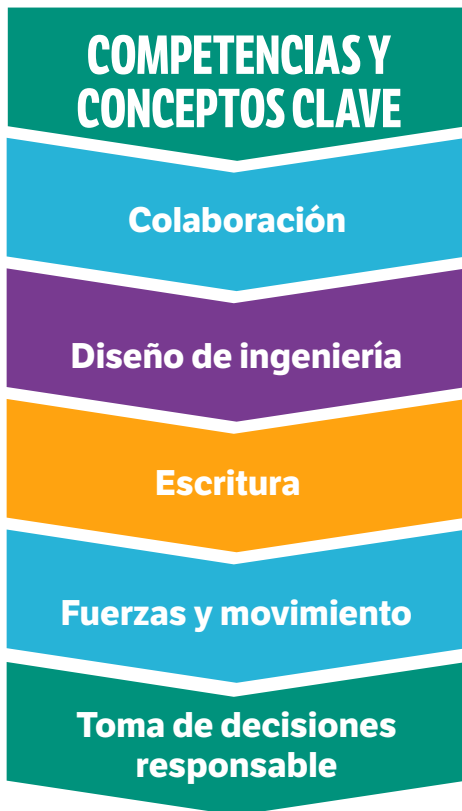 COMPETENCIAS Y
CONCEPTOS CLAVE
Colaboración
Diseño de ingeniería
Escritura
Fuerzas y movimiento
Toma de decisiones
responsable